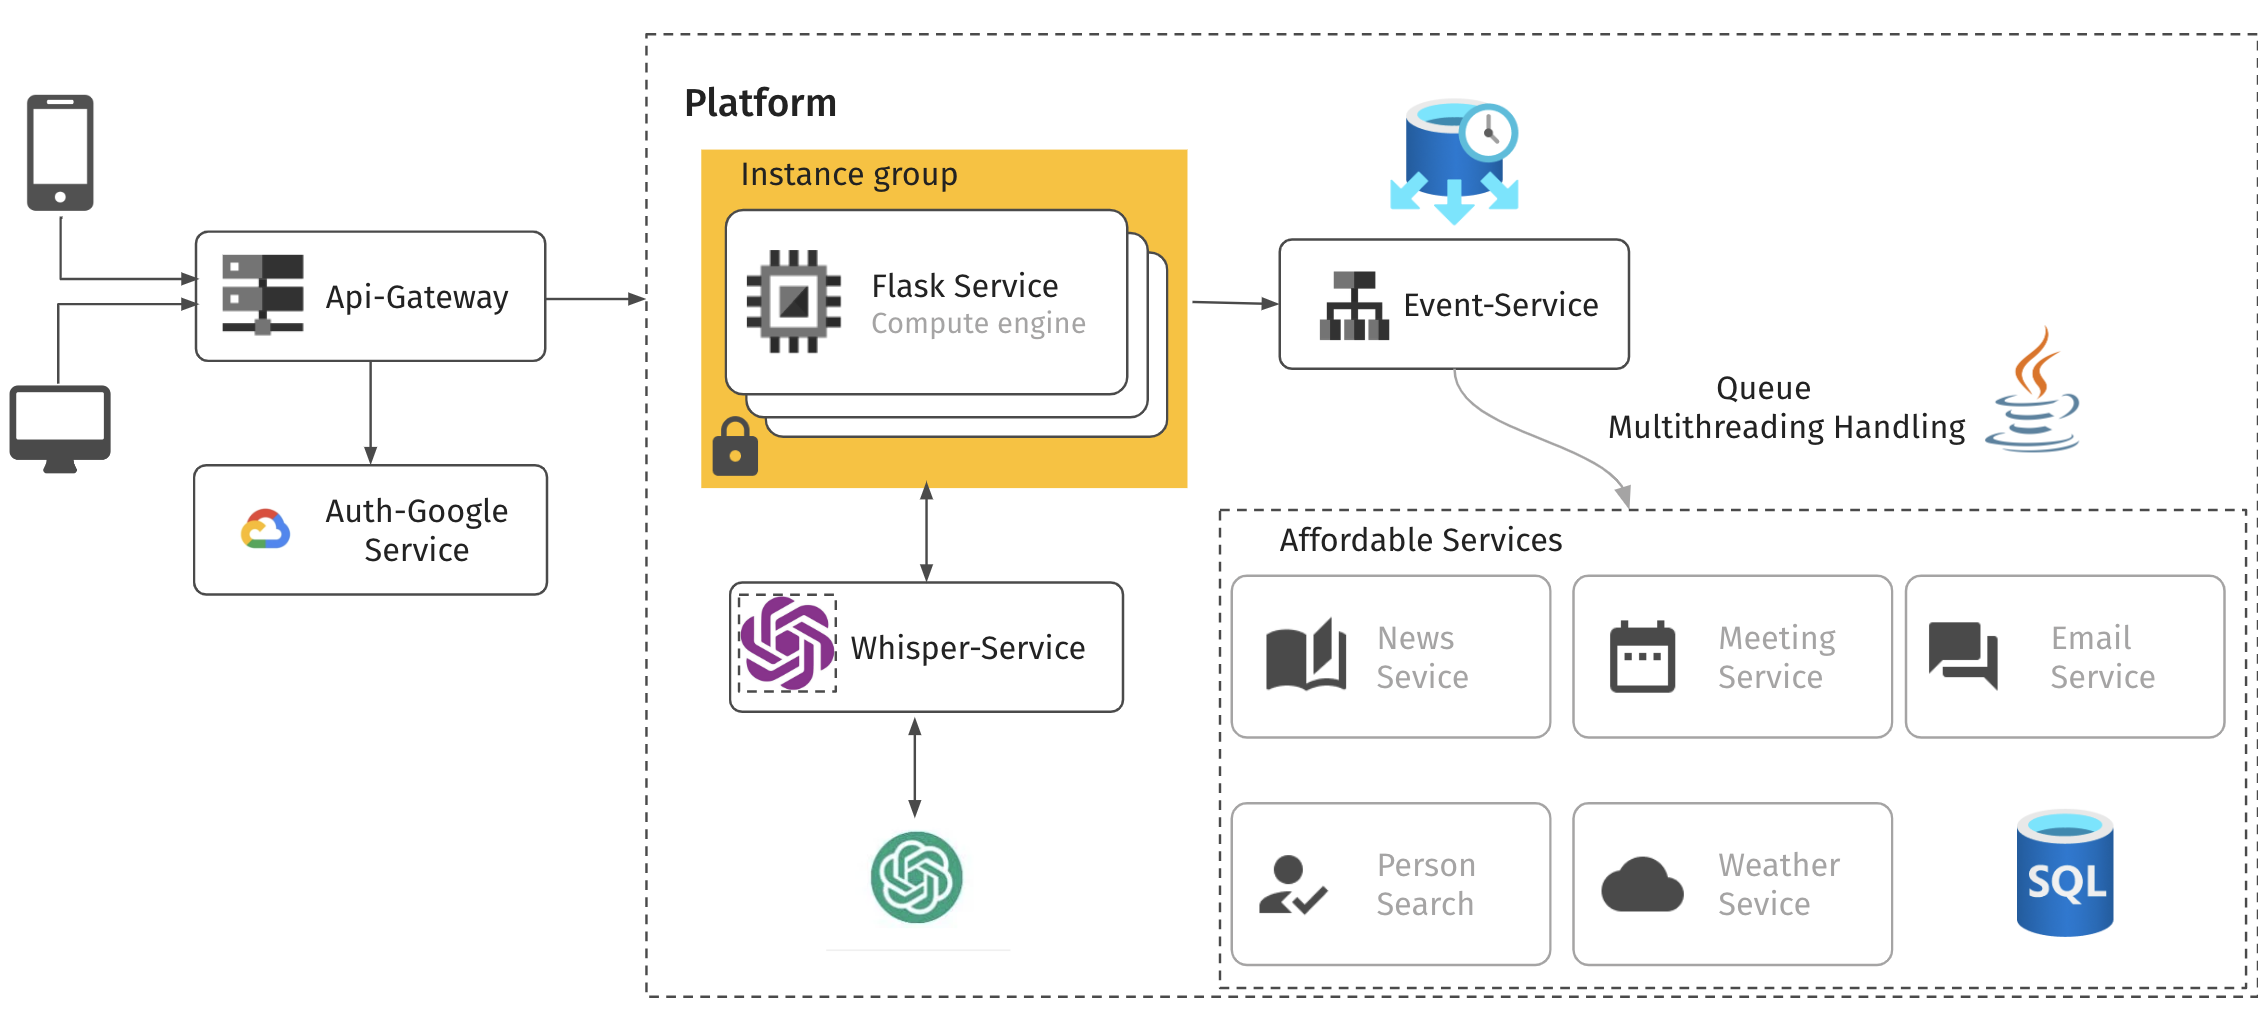 Platform
Instance group
Flask Service
Compute engine
Api-Gateway
Event-Service
Queue
Multithreading Handling
Auth-Google
Service
Affordable Services
Whisper-Service
News
Sevice
Meeting
Service
Email
Service
Person
Search
Weather
Sevice
SQL